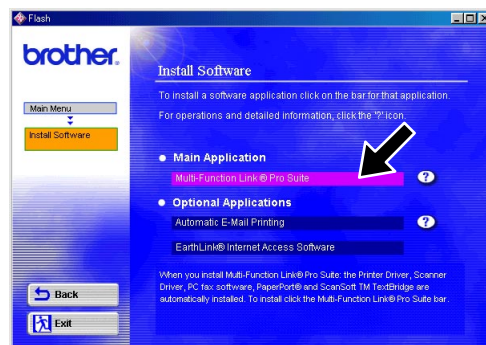 Flash
brother.
Main Menu
Install Software
Install Software
To install a software application click on the bar for that application.
For operations and detailed information, click the '?' icon.
Main Application
Multi-Function Link ® Pro Suite
?
Optional Applications
Automatic E-Mail Printing
?
EarthLink® Internet Access Software
When you install Multi-Function Link® Pro Suite: the Printer Driver, Scanner
Driver, PC fax software, PaperPort® and ScanSoft TM TextBridge are
automatically installed. To install click the Multi-Function Link® Pro Suite bar.
Back
Exit